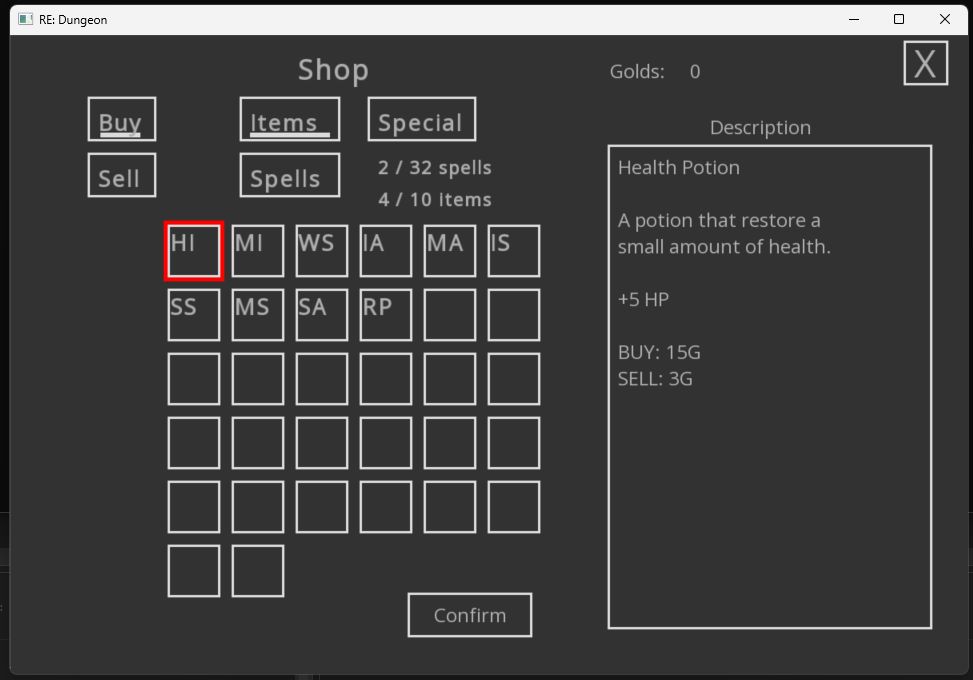 RE: Dungeon
Shop
Golds: 0
X
Buy
Items
Special
Sell
Spells
2 / 32 spells
4 / 10 items
HI
MI
WS
IA
MA
IS
SS
MS
SA
RP
Confirm
Description
Health Potion
A potion that restore a
small amount of health.
+5 HP
BUY: 15G
SELL: 3G